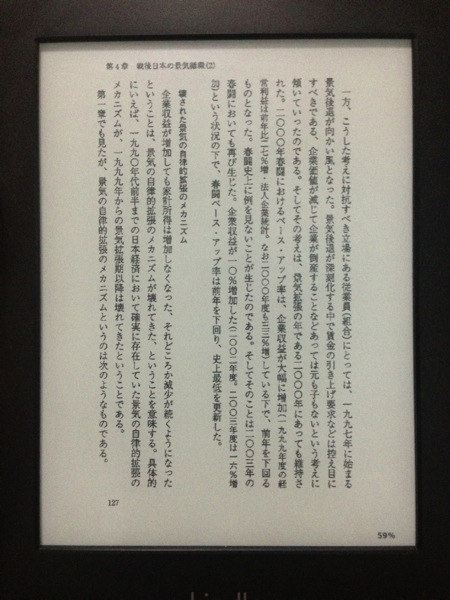 第4章 戦後日本の景気循環(2)
一方、こうした考えに対抗すべき立場にある従業員(組合)にとっては、一九九七年に始まる
景気後退が向かい風となった。景気後退が深刻化する中で賃金の引き上げ要求などは控え目に
すべきである、企業価値が減じて企業が倒産することなどあっては元も子もないという考えに
傾いていったのである。そしてその考えは、景気拡張の年である二〇〇〇年にあっても維持さ
れた。二〇〇〇年春闘におけるベース・アップ率は、企業収益が大幅に増加(一九九九年度の経
常利益は前年比二七%増・法人企業統計。なお二〇〇〇年度も三三%増)している下で、前年を下回る
ものとなった。春闘史上に例を見ないことが生じたのである。そしてそのことは二〇〇三年の
春闘においても再び生じた。企業収益が一〇%増加した(二〇〇二年度。二〇〇三年度は一六%増
加)という状況の下で、春闘ベース・アップ率は前年を下回り、史上最低を更新した。
壊された景気の自律的拡張のメカニズム
企業収益が増加しても家計所得は増加しなくなった、それどころか減少が続くようになった
ということは、景気の自律的拡張のメカニズムが壊れてきた、ということを意味する。具体的
にいえば、一九九〇年代前半までの日本経済において確実に存在していた景気の自律的拡張の
メカニズムが、一九九九年からの景気拡張期以降は壊れてきたということである。
第一章でも見たが、景気の自律的拡張のメカニズムというのは次のようなものである。
127
59%